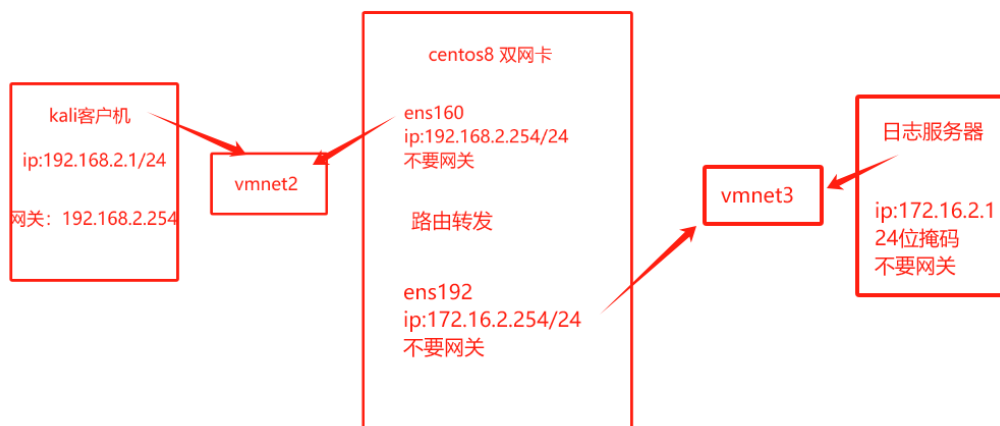 kali客户机
ip:192.168.2.1/24
网关：192.168.2.254
vmnet2
centos8 双网卡
ens160
ip:192.168.2.254/24
不要网关
路由转发
ens192
ip:172.16.2.254/24
不要网关
vmnet3
日志服务器
ip:172.16.2.1
24位掩码
不要网关